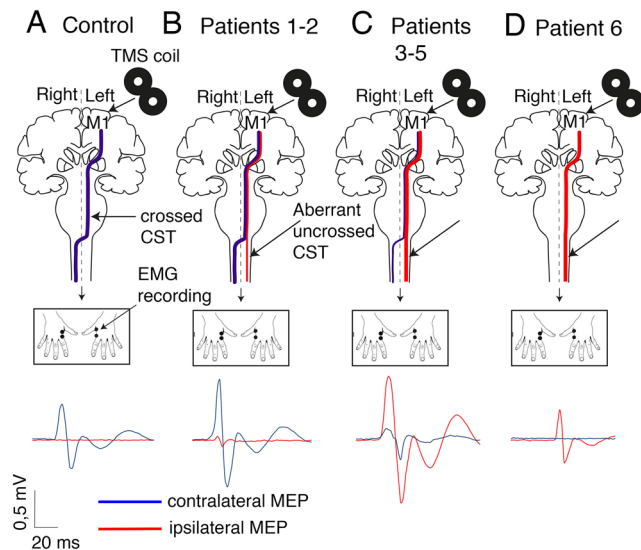 A Control
B Patients 1-2
C Patients
3-5
D Patient 6
TMS coil
Right Left
M1
Right Left
M1
Right Left
M1
Right Left
M1
crossed
CST
Aberrant
uncrossed
CST
EMG
recording
0,5 mV
20 ms
contralateral MEP
ipsilateral MEP